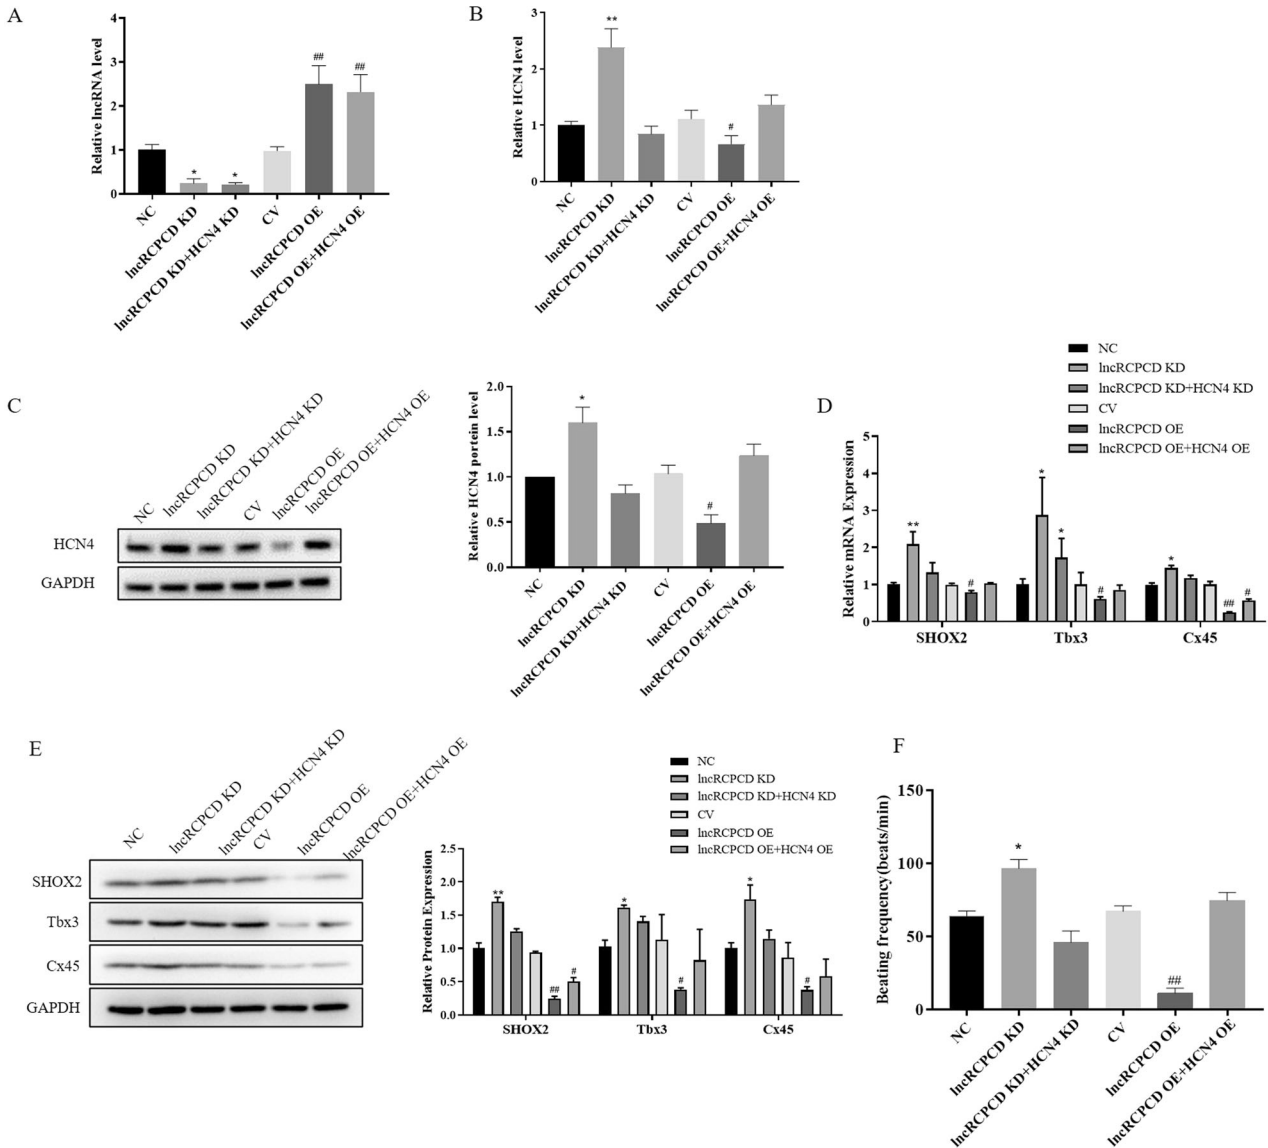 A
Relative lncRNA level
4
3
2
1
0
*
*
##
##
NC
lncRCPCD KD
lncRCPCD KD+HCN4 KD
CV
lncRCPCD OE
lncRCPCD OE+HCN4 OE
B
Relative HCN4 level
3
2
1
0
**
#
NC
lncRCPCD KD
lncRCPCD KD+HCN4 KD
CV
lncRCPCD OE
lncRCPCD OE+HCN4 OE
C
NC
lncRCPCD KD
lncRCPCD KD+HCN4 KD
CV
lncRCPCD OE
lncRCPCD OE+HCN4 OE
HCN4
GAPDH
Relative HCN4 portein level
2.0
1.5
1.0
0.5
0.0
*
#
NC
lncRCPCD KD
lncRCPCD KD+HCN4 KD
CV
lncRCPCD OE
lncRCPCD OE+HCN4 OE
D
NC
lncRCPCD KD
lncRCPCD KD+HCN4 KD
CV
lncRCPCD OE
lncRCPCD OE+HCN4 OE
Relative mRNA Expression
5
4
3
2
1
0
**
#
*
*
#
*
##
#
SHOX2
Tbx3
Cx45
E
NC
lncRCPCD KD
lncRCPCD KD+HCN4 KD
CV
lncRCPCD OE
lncRCPCD OE+HCN4 OE
SHOX2
Tbx3
Cx45
GAPDH
NC
lncRCPCD KD
lncRCPCD KD+HCN4 KD
CV
lncRCPCD OE
lncRCPCD OE+HCN4 OE
Relative Protein Expression
2.5
2.0
1.5
1.0
0.5
0.0
**
##
#
*
#
*
#
SHOX2
Tbx3
Cx45
F
Beating frequency(beats/min)
150
100
50
0
*
##
NC
lncRCPCD KD
lncRCPCD KD+HCN4 KD
CV
lncRCPCD OE
lncRCPCD OE+HCN4 OE